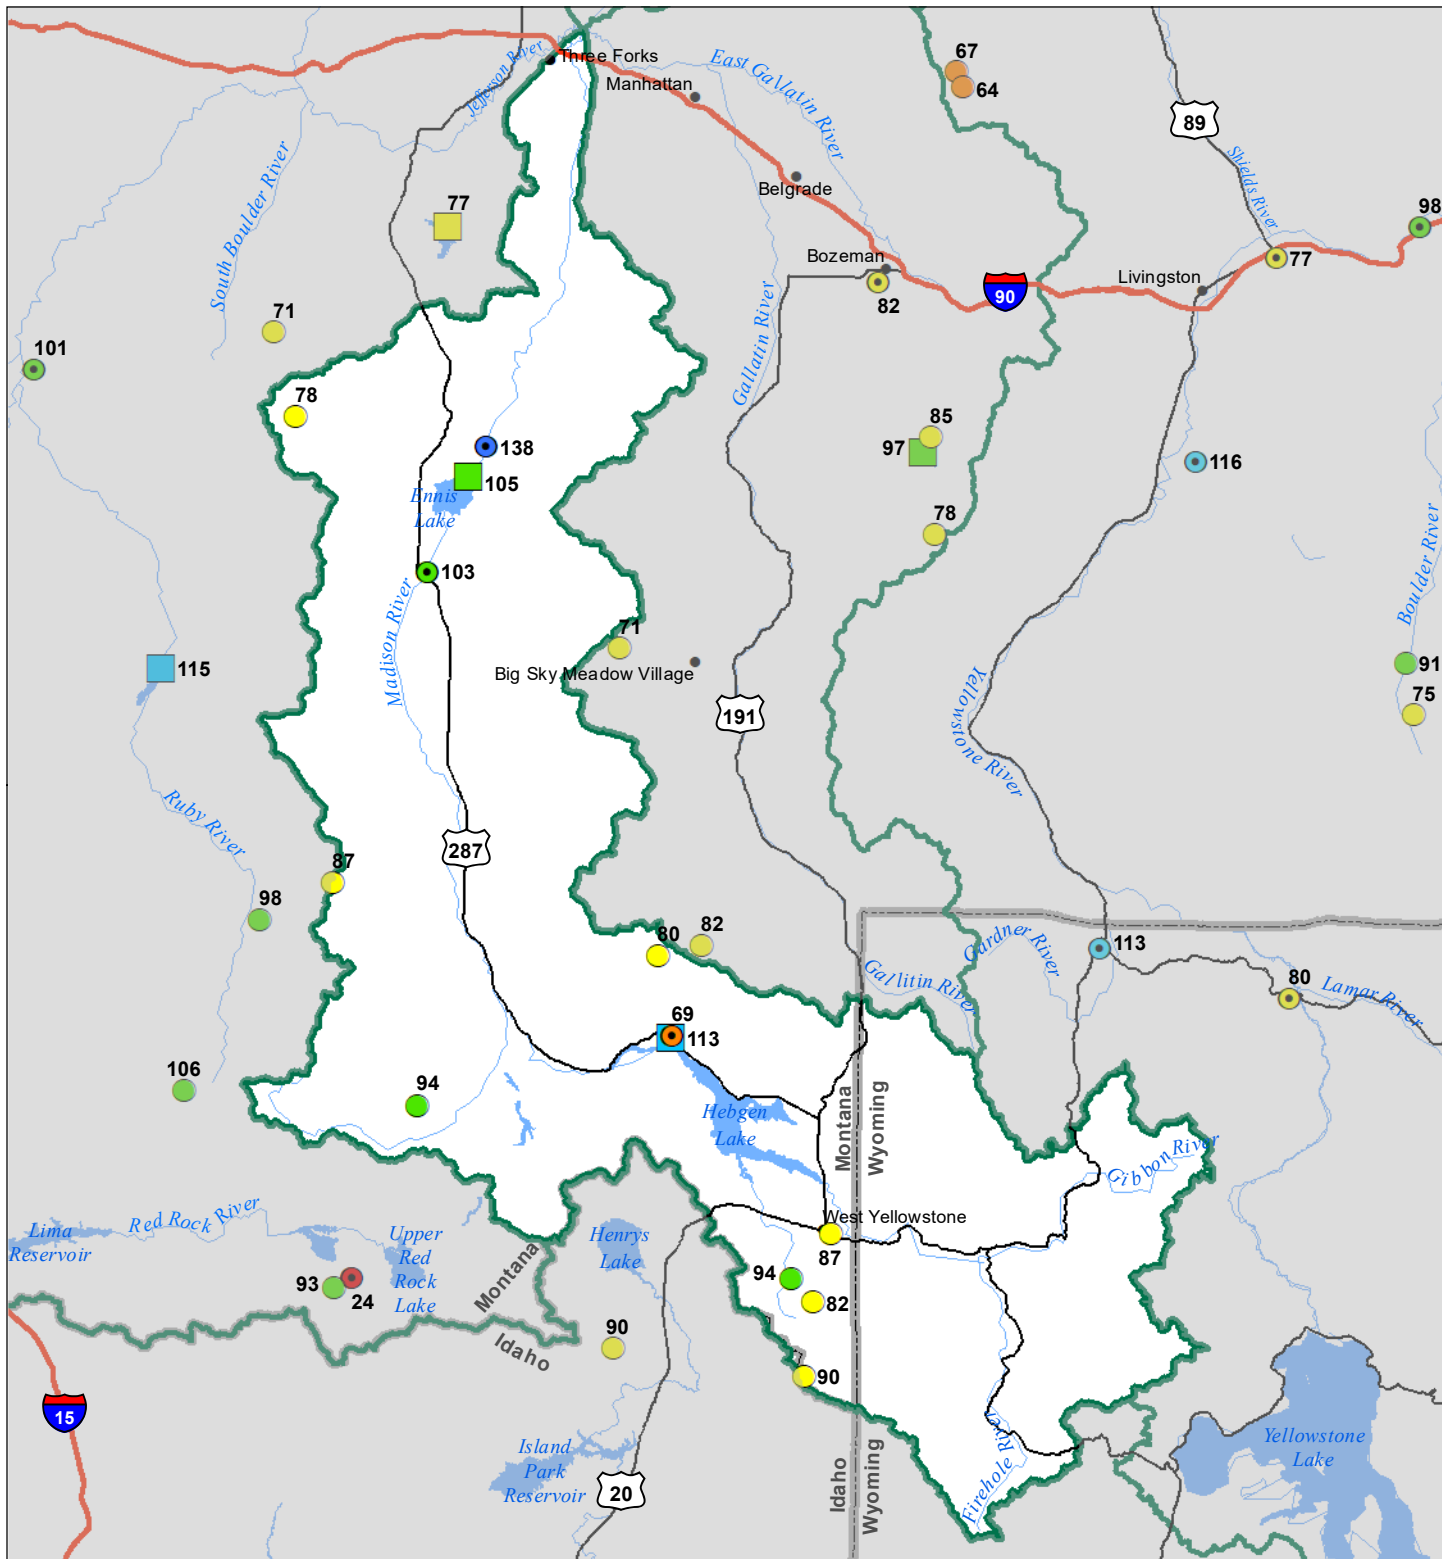 Three Forks
Jefferson River
Manhattan
East Gallatin River
67
64
89
Shields River
Belgrade
South Boulder River
77
98
Bozeman
82
90
Livingston
77
71
101
Gallatin River
78
138
85
97
116
105
Ennis
Lake
103
Boulder River
Madison River
71
Big Sky Meadow Village
115
191
Yellowstone River
91
75
Ruby River
287
87
98
80
82
Gallitin River
Gardner River
113
80
Lamar River
69
113
106
94
Hebgen
Lake
Montana
Wyoming
Gibbon River
Lima
Reservoir
Red Rock River
Upper
Red
Rock
Lake
Henrys
Lake
West Yellowstone
87
93
24
Montana
Idaho
94
82
90
90
15
Island
Park
Reservoir
20
Idaho
Wyoming
Firehole River
Yellowstone
Lake